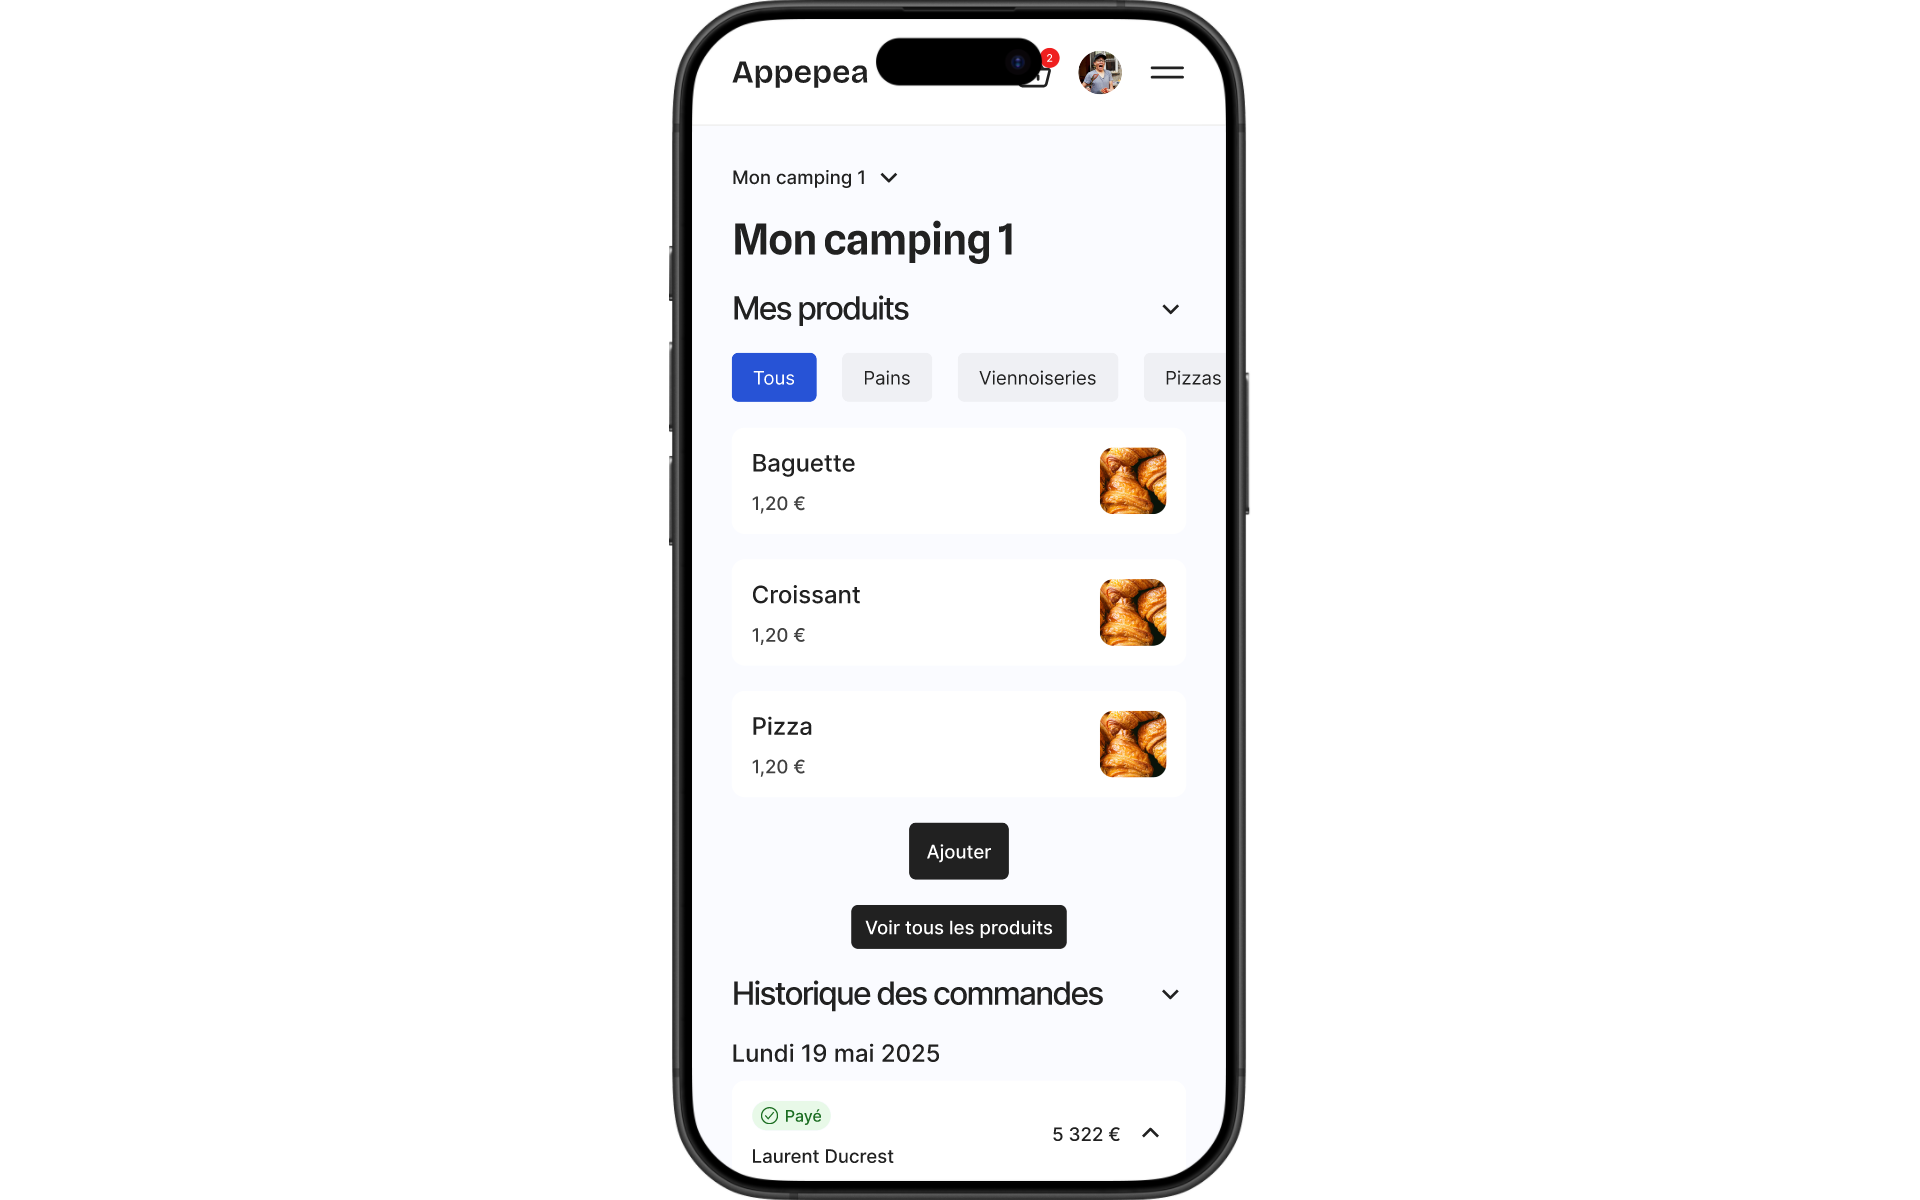 Appepea
2
Mon camping 1
Mon camping 1
Mes produits
Tous
Pains
Viennoiseries
Pizzas
Baguette
1,20 €
Croissant
1,20 €
Pizza
1,20 €
Ajouter
Voir tous les produits
Historique des commandes
Lundi 19 mai 2025
Payé
5 322 €
Laurent Ducrest